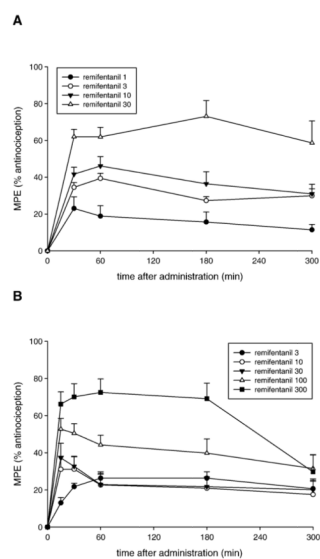 A
100
80
60
40
20
0
MPE (% antinociception)
remifentanil 1
remifentanil 3
remifentanil 10
remifentanil 30
0 60 120 180 240 300
time after administration (min)
B
100
80
60
40
20
0
MPE (% antinociception)
remifentanil 3
remifentanil 10
remifentanil 30
remifentanil 100
remifentanil 300
0 60 120 180 240 300
time after administration (min)